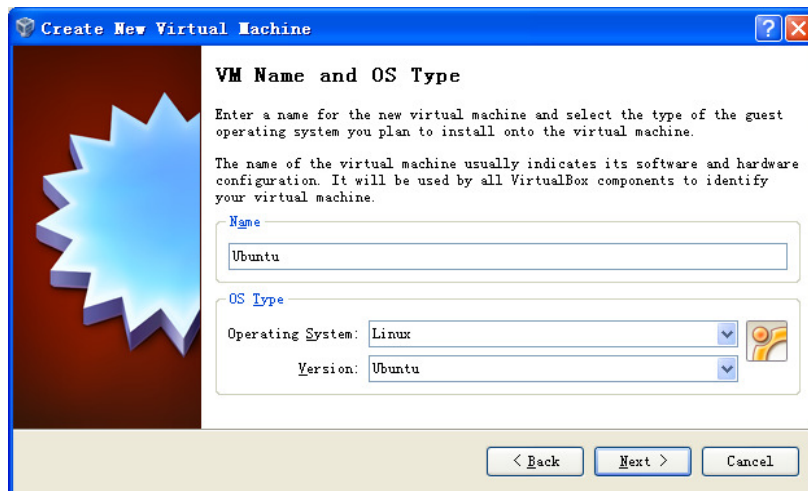 Create New Virtual Machine
VM Name and OS Type
Enter a name for the new virtual machine and select the type of the guest
operating system you plan to install onto the virtual machine.
The name of the virtual machine usually indicates its software and hardware
configuration. It will be used by all VirtualBox components to identify
your virtual machine.
Name
Ubuntu
OS Type
Operating System: Linux
Version: Ubuntu
< Back Next > Cancel